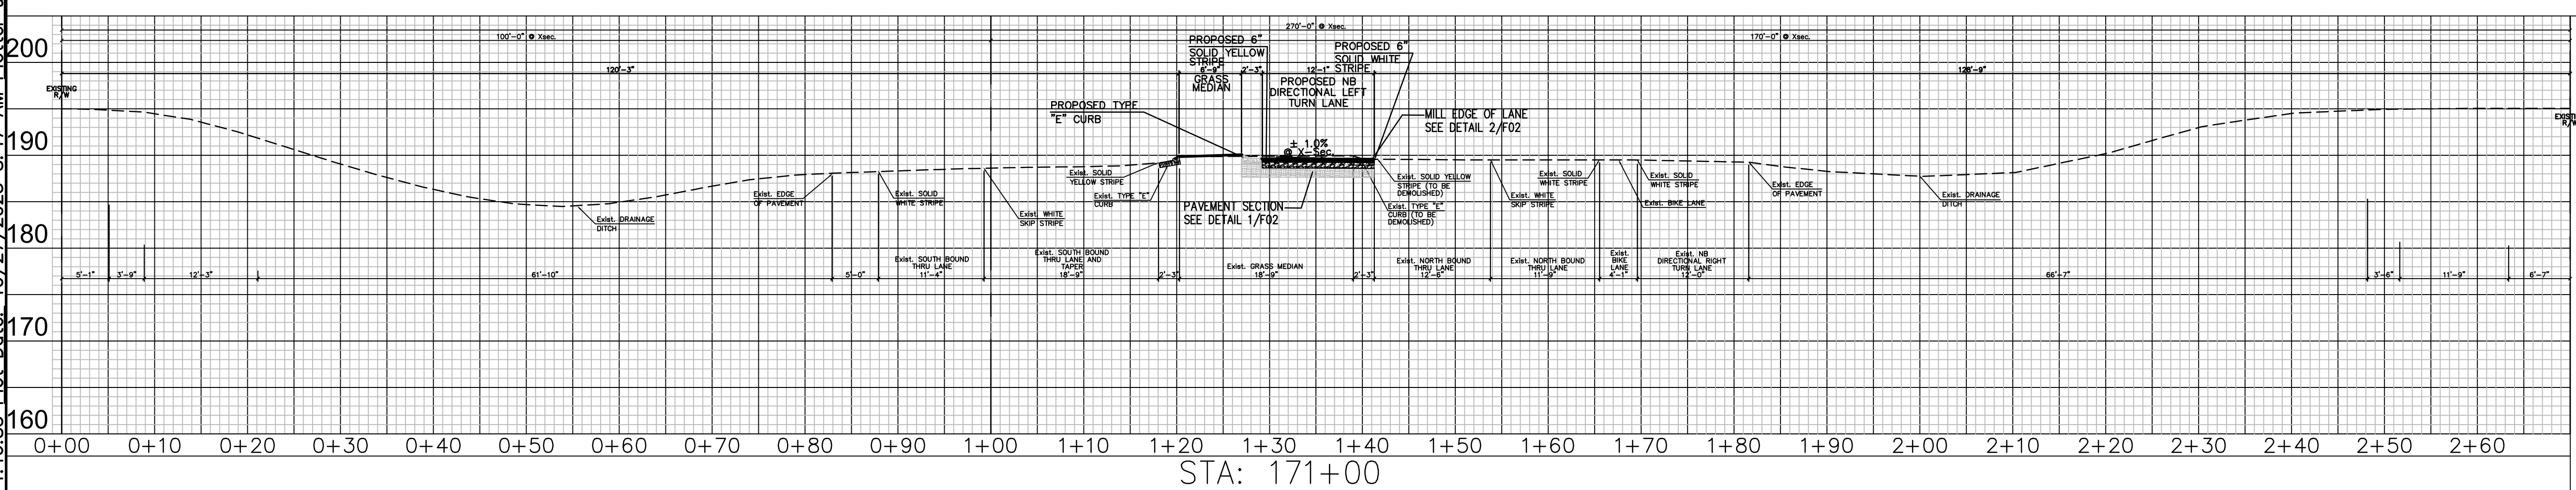 270'-0" @ Xsec.
100'-0" @ Xsec.
170'-0" @ Xsec.
200
190
180
170
160
EXISTING
R/W
120'-3"
PROPOSED 6"
SOLID YELLOW
STRIPE
6'-9"
2'-3"
GRASS
MEDIAN
PROPOSED 6"
SOLID WHITE
STRIPE
12'-1"
PROPOSED NB
DIRECTIONAL LEFT
TURN LANE
128'-9"
PROPOSED TYPE
"E" CURB
MILL EDGE OF LANE
SEE DETAIL 2/F02
± 1.0%
@ X-Sec.
R/W
Exist. DRAINAGE
DITCH
Exist. EDGE
OF PAVEMENT
Exist. SOLID
WHITE STRIPE
Exist. WHITE
SKIP STRIPE
Exist. SOLID
YELLOW STRIPE
Exist. TYPE "E"
CURB
PAVEMENT SECTION
SEE DETAIL 1/F02
Exist. SOLID YELLOW
STRIPE (TO BE
DEMOLISHED)
Exist. TYPE "E"
CURB (TO BE
DEMOLISHED)
Exist. WHITE
SKIP STRIPE
Exist. SOLID
WHITE STRIPE
Exist. SOLID
WHITE STRIPE
Exist. BIKE LANE
Exist. EDGE
OF PAVEMENT
Exist. DRAINAGE
DITCH
5'-1"
3'-9"
12'-3"
61'-10"
5'-0"
Exist. SOUTH BOUND
THRU LANE
11'-4"
Exist. SOUTH BOUND
THRU LANE AND
TAPER
18'-9"
2'-3"
Exist. GRASS MEDIAN
18'-9"
2'-3"
Exist. NORTH BOUND
THRU LANE
12'-6"
Exist. NORTH BOUND
THRU LANE
11'-9"
Exist.
BIKE
LANE
4'-1"
Exist. NB
DIRECTIONAL RIGHT
TURN LANE
12'-0"
66'-7"
3'-6"
11'-9"
6'-7"
0+00 0+10 0+20 0+30 0+40 0+50 0+60 0+70 0+80 0+90 1+00 1+10 1+20 1+30 1+40 1+50 1+60 1+70 1+80 1+90 2+00 2+10 2+20 2+30 2+40 2+50 2+60
STA: 171+00